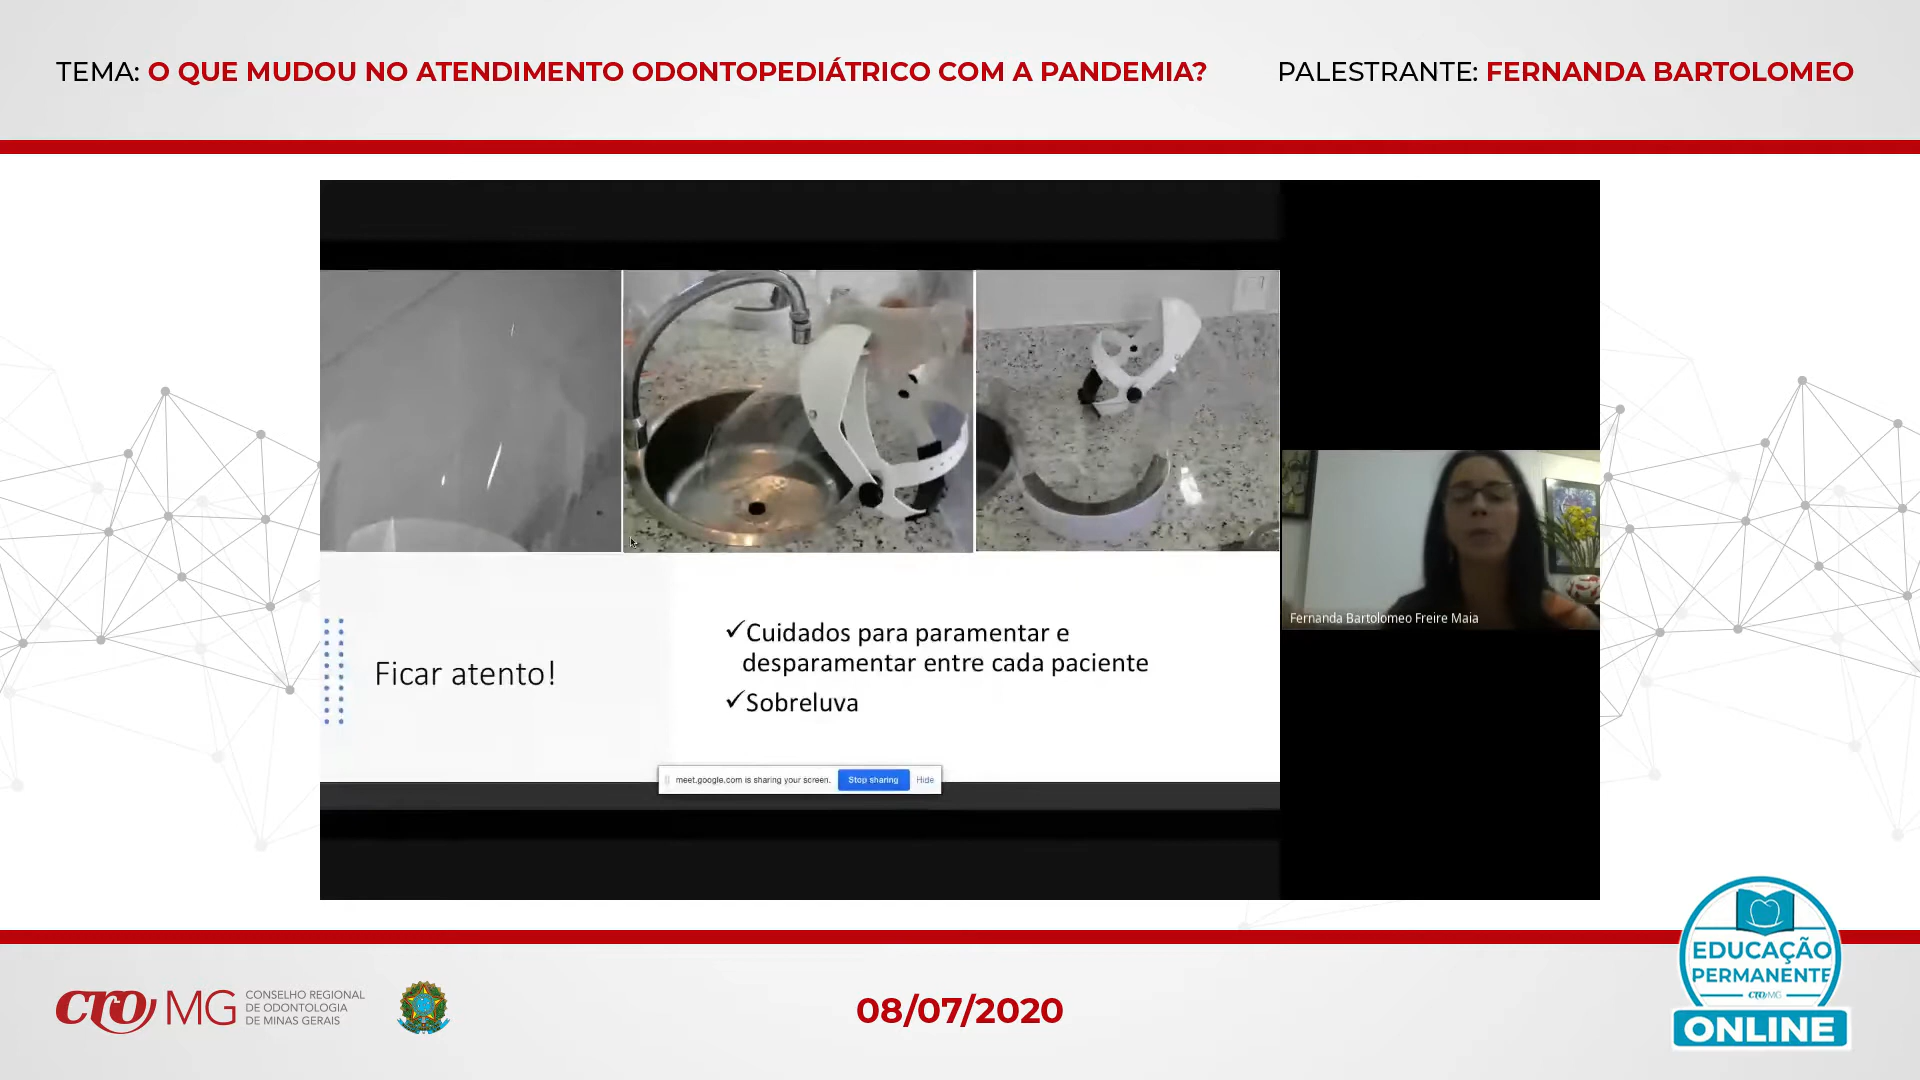 TEMA: O QUE MUDOU NO ATENDIMENTO ODONTOPEDIÁTRICO COM A PANDEMIA?
PALESTRANTE: FERNANDA BARTOLOMEO
Fernanda Bartolomeo Freire Maia
Ficar atento!
✓Cuidados para paramentar e
desparamentar entre cada paciente
✓Sobreluva
meet.google.com is sharing your screen.
Stop sharing
Hide
CRO MG
CONSELHO REGIONAL
DE ODONTOLOGIA
DE MINAS GERAIS
08/07/2020
EDUCAÇÃO
PERMANENTE
CRO MG
ONLINE